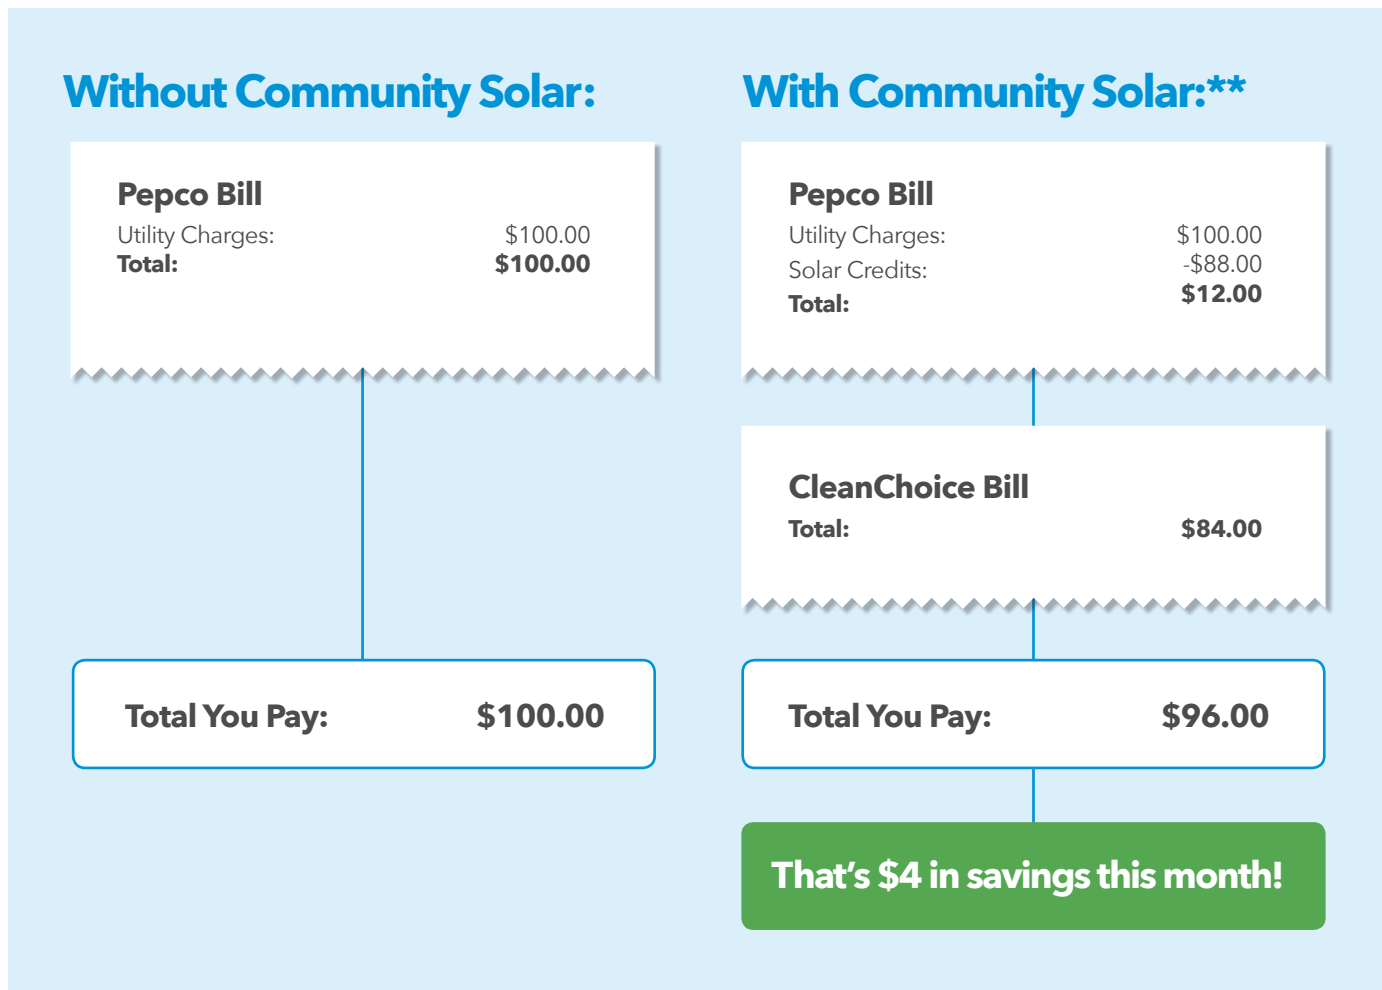 Without Community Solar:
Pepco Bill
Utility Charges: $100.00
Total: $100.00
Total You Pay: $100.00
With Community Solar:**
Pepco Bill
Utility Charges: $100.00
Solar Credits: -$88.00
Total: $12.00
CleanChoice Bill
Total: $84.00
Total You Pay: $96.00
That's $4 in savings this month!